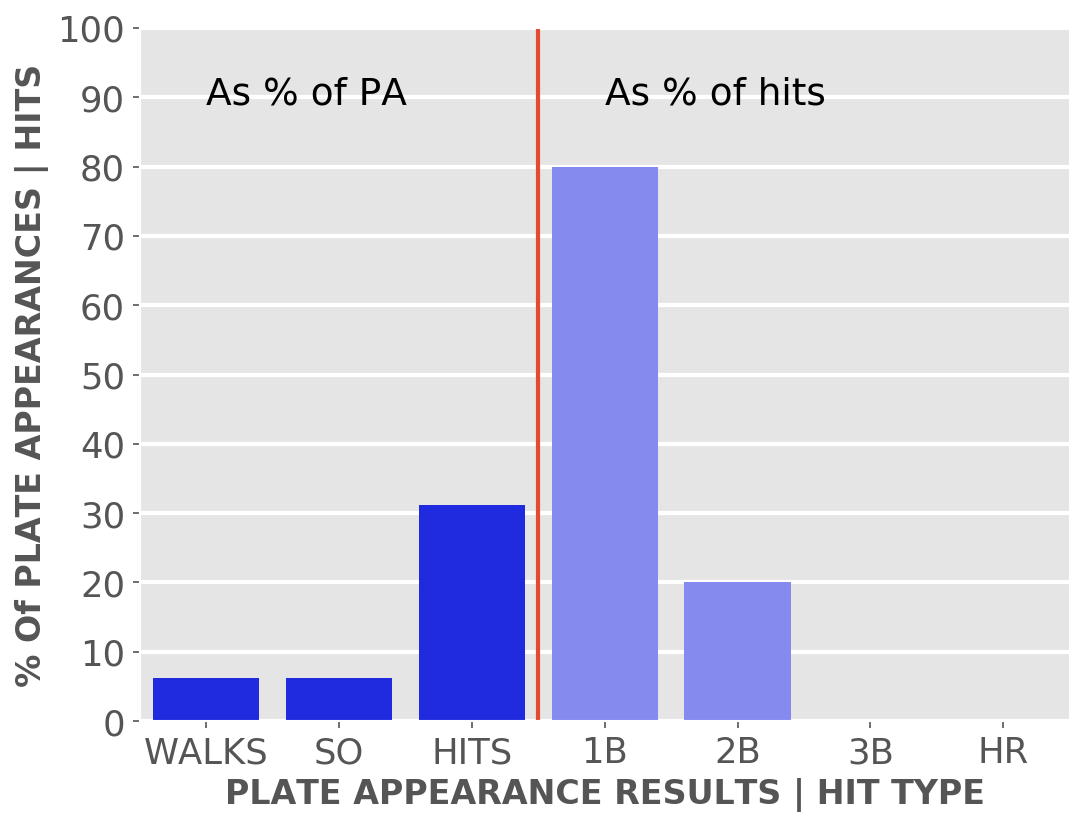 100
90
80
70
60
50
40
30
20
10
0
% Of PLATE APPEARANCES | HITS
As % of PA
As % of hits
WALKS SO HITS 1B 2B 3B HR
PLATE APPEARANCE RESULTS | HIT TYPE